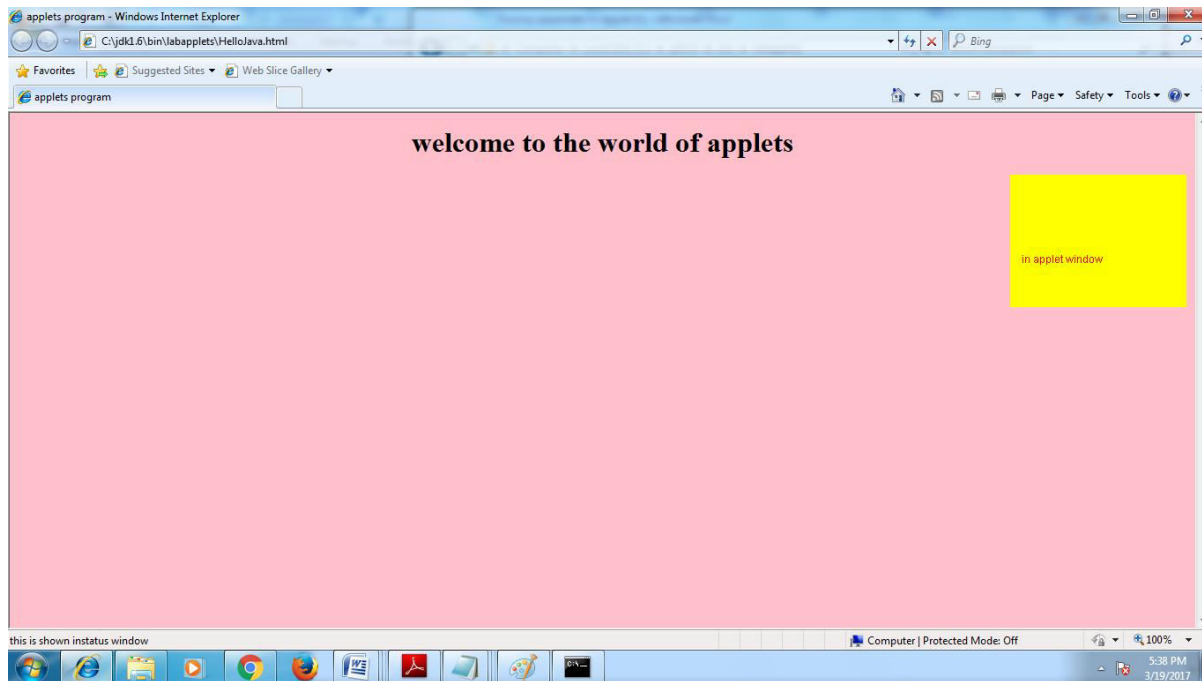 applets program - Windows Internet Explorer
C:\jdk1.6\bin\labapplets\HelloJava.html
Bing
Favorites Suggested Sites Web Slice Gallery
applets program
Page Safety Tools
welcome to the world of applets
in applet window
this is shown instatus window
Computer | Protected Mode: Off
100%
5:38 PM
3/19/2017